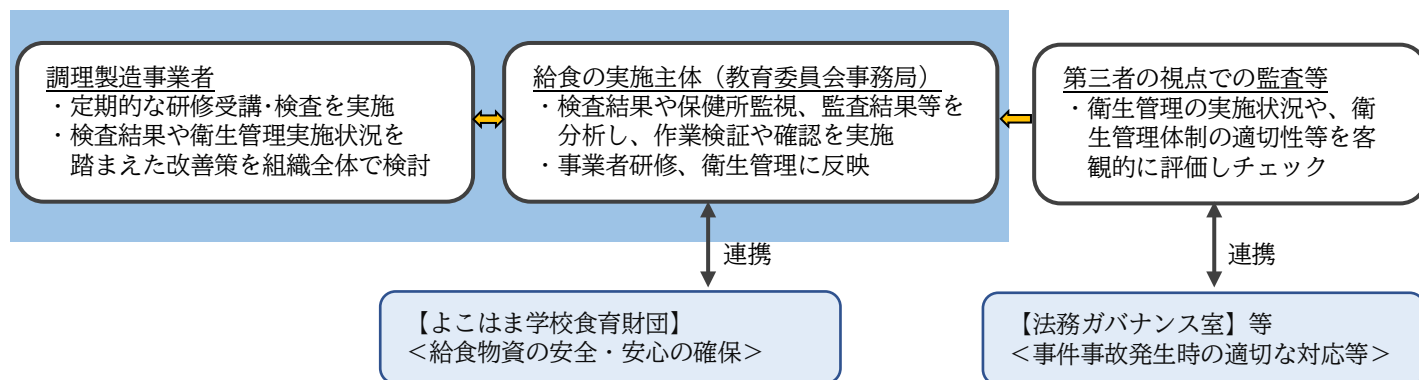 調理製造事業者
・定期的な研修受講･検査を実施
・検査結果や衛生管理実施状況を
踏まえた改善策を組織全体で検討
給食の実施主体（教育委員会事務局）
・検査結果や保健所監視、監査結果等を
分析し、作業検証や確認を実施
・事業者研修、衛生管理に反映
第三者の視点での監査等
・衛生管理の実施状況や、衛
生管理体制の適切性等を客
観的に評価しチェック
連携
連携
【よこはま学校食育財団】
＜給食物資の安全・安心の確保＞
【法務ガバナンス室】等
＜事件事故発生時の適切な対応等＞